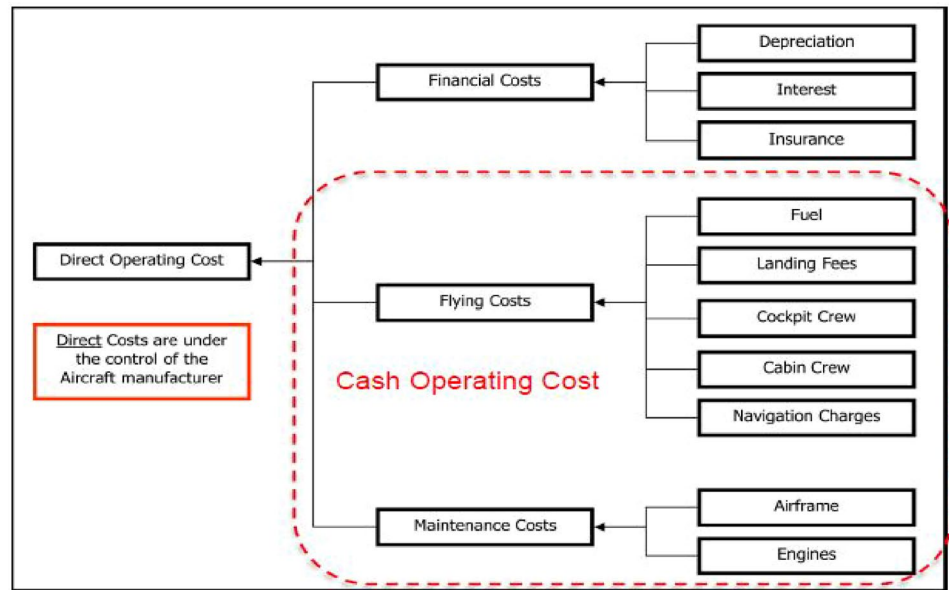 Depreciation
Financial Costs
Interest
Insurance
Fuel
Direct Operating Cost
Landing Fees
Flying Costs
Cockpit Crew
Direct Costs are under
the control of the
Aircraft manufacturer
Cash Operating Cost
Cabin Crew
Navigation Charges
Maintenance Costs
Airframe
Engines